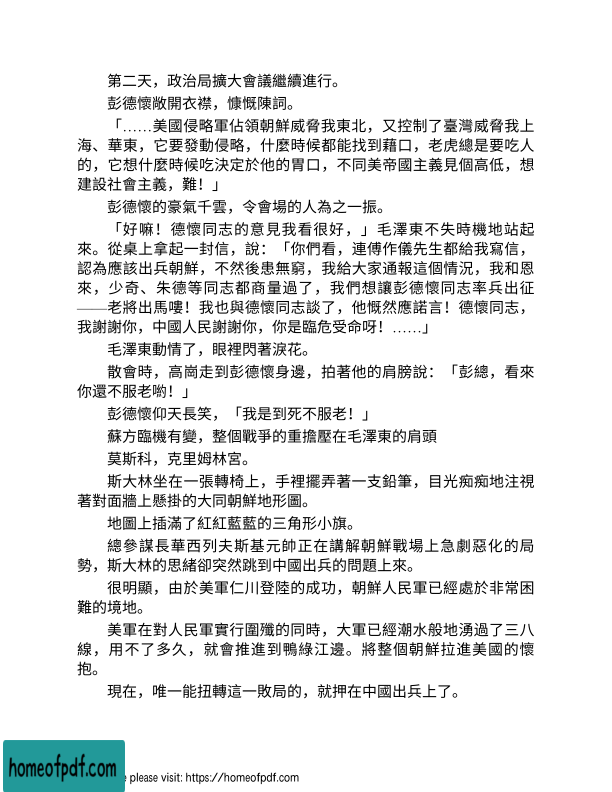 第二天，政治局擴大會議繼續進行。
彭德懷敞開衣襟，慷慨陳詞。
「……美國侵略軍佔領朝鮮威脅我東北，又控制了臺灣威脅我上
海、華東，它要發動侵略，什麼時候都能找到藉口，老虎總是要吃人
的，它想什麼時候吃決定於他的胃口，不同美帝國主義見個高低，想
建設社會主義，難！」
彭德懷的豪氣千雲，令會場的人為之一振。
「好嘛！德懷同志的意見我看很好，」毛澤東不失時機地站起
來。從桌上拿起一封信，說：「你們看，連傅作儀先生都給我寫信，
認為應該出兵朝鮮，不然後患無窮，我給大家通報這個情況，我和恩
來，少奇、朱德等同志都商量過了，我們想讓彭德懷同志率兵出征
——老將出馬嘍！我也與德懷同志談了，他慨然應諾言！德懷同志，
我謝謝你，中國人民謝謝你，你是臨危受命呀！……」
毛澤東動情了，眼裡閃著淚花。
散會時，高崗走到彭德懷身邊，拍著他的肩膀說：「彭總，看來
你還不服老喲！」
彭德懷仰天長笑，「我是到死不服老！」
蘇方臨機有變，整個戰爭的重擔壓在毛澤東的肩頭
莫斯科，克里姆林宮。
斯大林坐在一張轉椅上，手裡擺弄著一支鉛筆，目光痴痴地注視
著對面牆上懸掛的大同朝鮮地形圖。
地圖上插滿了紅紅藍藍的三角形小旗。
總參謀長華西列夫斯基元帥正在講解朝鮮戰場上急劇惡化的局
勢，斯大林的思緒卻突然跳到中國出兵的問題上來。
很明顯，由於美軍仁川登陸的成功，朝鮮人民軍已經處於非常困
難的境地。
美軍在對人民軍實行圍殲的同時，大軍已經潮水般地湧過了三八
線，用不了多久，就會推進到鴨綠江邊。將整個朝鮮拉進美國的懷
抱。
現在，唯一能扭轉這一敗局的，就押在中國出兵上了。
homeofpdf.com
e please visit: https://homeofpdf.com